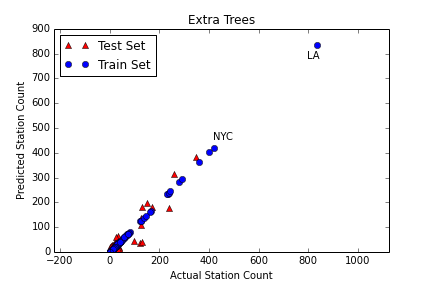 Extra Trees
900
800
700
600
500
400
300
200
100
0
Predicted Station Count
Test Set
Train Set
LA
NYC
−200 0 200 400 600 800 1000
Actual Station Count